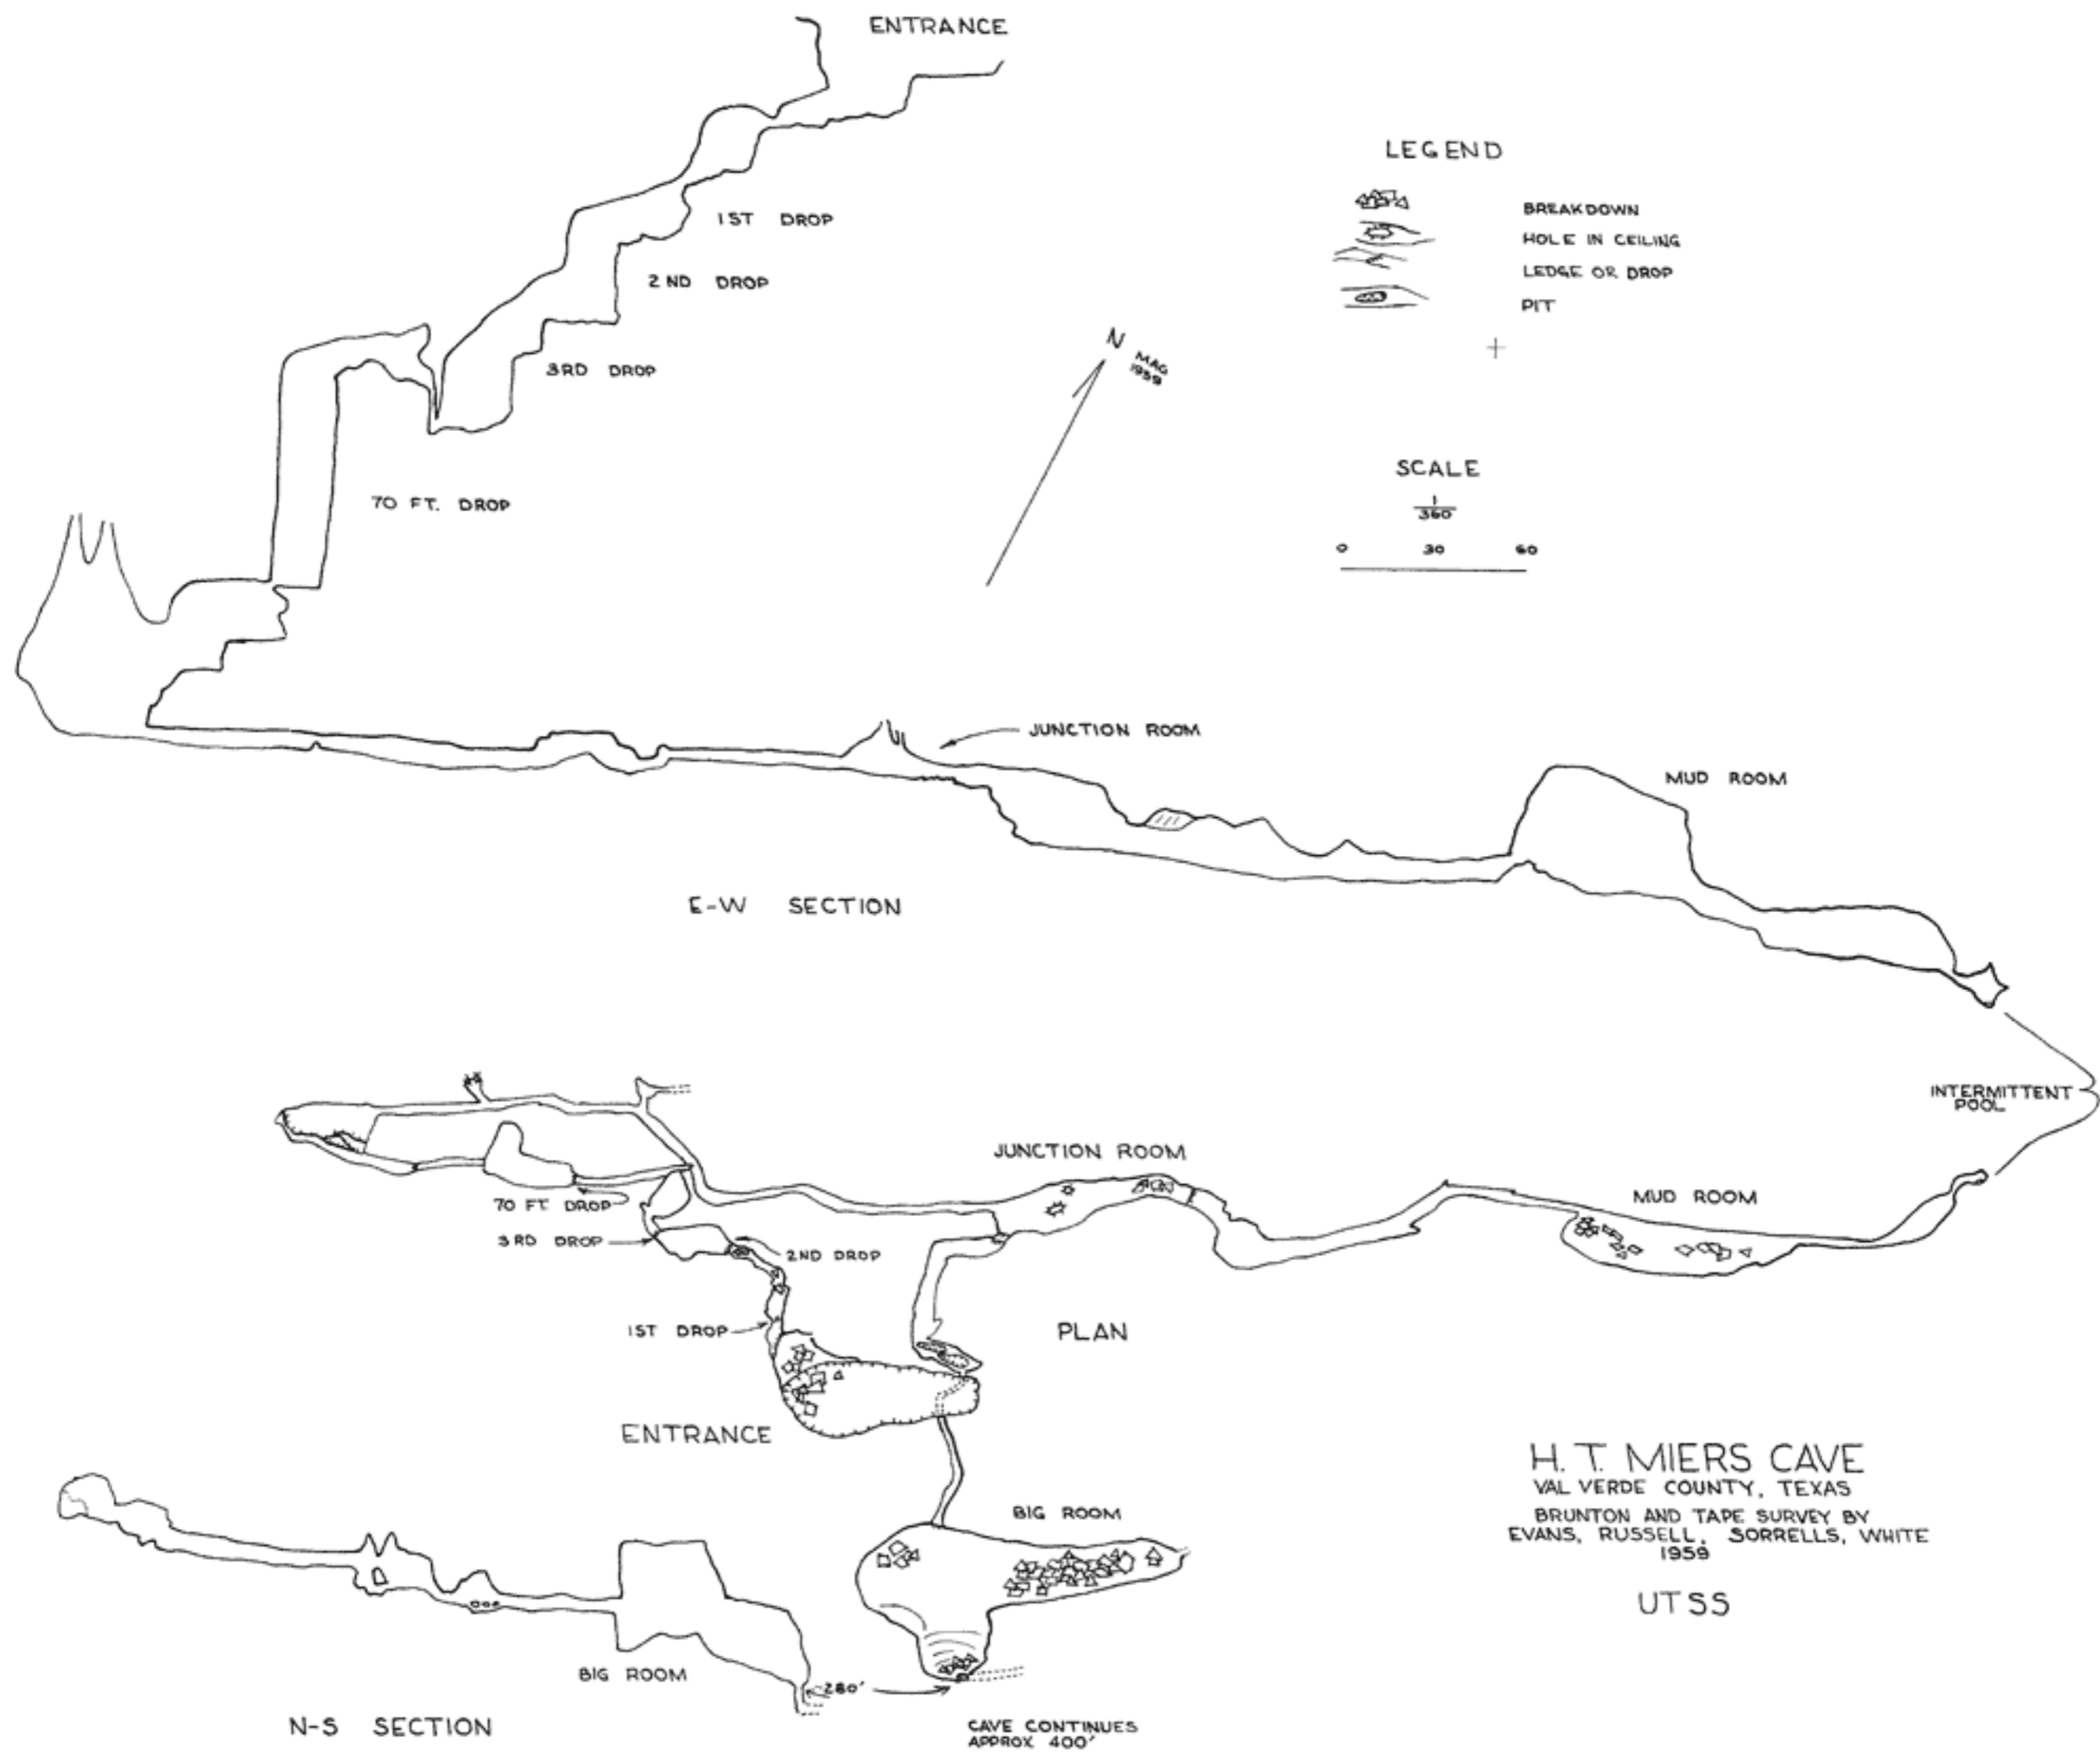 ENTRANCE
LEGEND
BREAKDOWN
HOLE IN CEILING
LEDGE OR DROP
PIT
1ST DROP
2ND DROP
3RD DROP
N
MAG
1959
SCALE
1
360
0 30 60
70 FT. DROP
JUNCTION ROOM
MUD ROOM
E-W SECTION
INTERMITTENT
POOL
JUNCTION ROOM
MUD ROOM
70 FT. DROP
3RD DROP
2ND DROP
1ST DROP
PLAN
ENTRANCE
BIG ROOM
H. T. MIERS CAVE
VAL VERDE COUNTY, TEXAS
BRUNTON AND TAPE SURVEY BY
EVANS, RUSSELL, SORRELLS, WHITE
1959
UTSS
BIG ROOM
280'
N-S SECTION
CAVE CONTINUES
APPROX. 400'